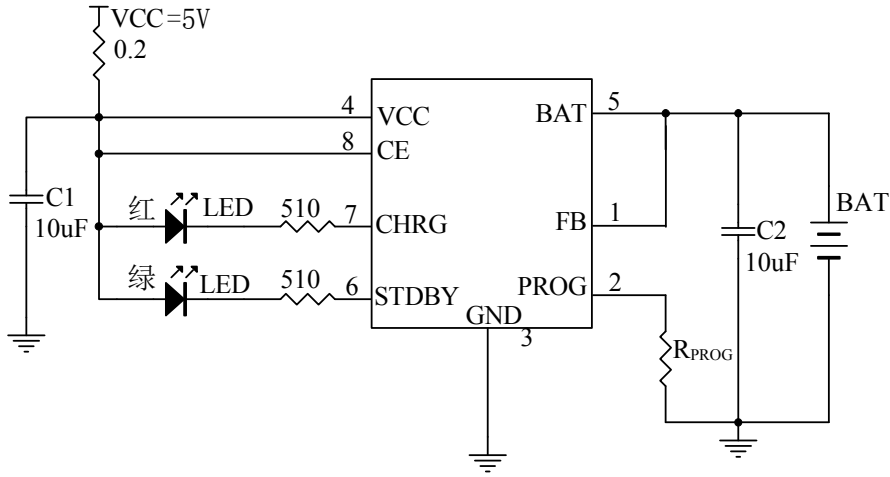 VCC=5V
0.2
4
VCC
BAT
5
8
CE
C1
10uF
红
LED
510
7
CHRG
FB
1
C2
10uF
BAT
绿
LED
510
6
STDBY
PROG
2
GND
3
RPROG